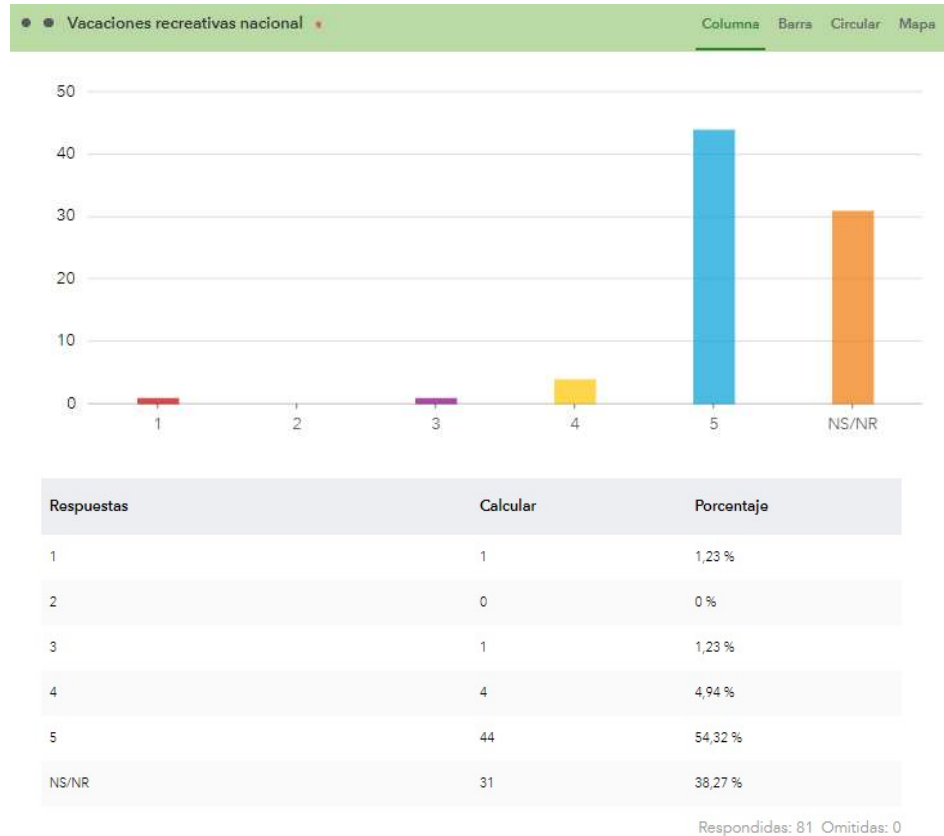 Vacaciones recreativas nacional *
Columna Barra Circular Mapa
50
40
30
20
10
0
1 2 3 4 5 NS/NR
Respuestas Calcular Porcentaje
1 1 1,23 %
2 0 0 %
3 1 1,23 %
4 4 4,94 %
5 44 54,32 %
NS/NR 31 38,27 %
Respondidas: 81 Omitidas: 0